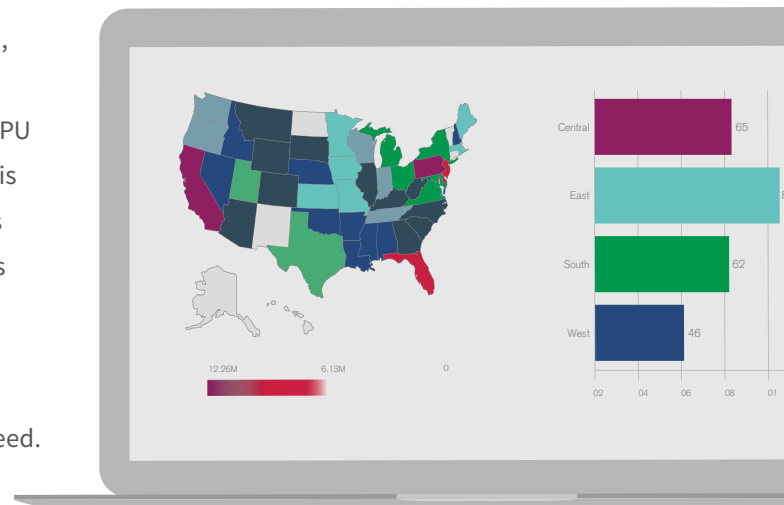 ,
PU
is
s
s
eed.
Central
65
East
8
South
62
West
46
12.26M 6.13M 0
02 04 06 08 01